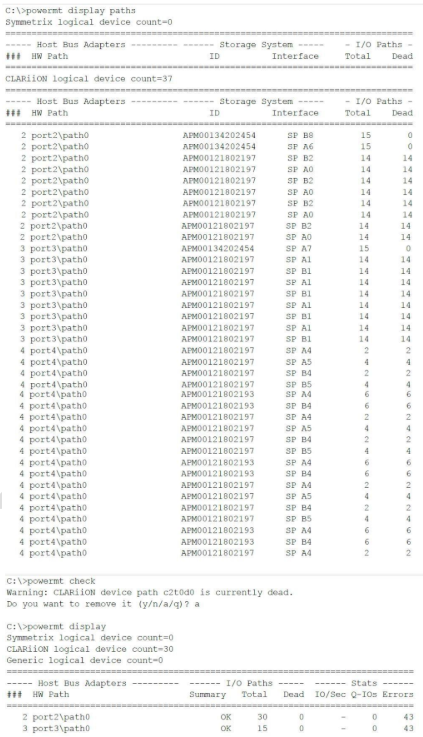 C:\>powermt display paths
Symmetrix logical device count=0
==============================================================================
----- Host Bus Adapters --------- ------ Storage System ----- - I/O Paths -
### HW Path ID Interface Total Dead
==============================================================================
CLARiiON logical device count=37
==============================================================================
----- Host Bus Adapters --------- ------ Storage System ----- - I/O Paths -
### HW Path ID Interface Total Dead
==============================================================================
2 port2\path0 APM00134202454 SP B8 15 0
2 port2\path0 APM00134202454 SP A6 15 0
2 port2\path0 APM00121802197 SP B2 14 14
2 port2\path0 APM00121802197 SP A0 14 14
2 port2\path0 APM00121802197 SP B2 14 14
2 port2\path0 APM00121802197 SP A0 14 14
2 port2\path0 APM00121802197 SP B2 14 14
2 port2\path0 APM00121802197 SP A0 14 14
2 port2\path0 APM00121802197 SP B2 14 14
2 port2\path0 APM00121802197 SP A0 14 14
3 port3\path0 APM00134202454 SP A7 15 0
3 port3\path0 APM00121802197 SP A1 14 14
3 port3\path0 APM00121802197 SP B1 14 14
3 port3\path0 APM00121802197 SP A1 14 14
3 port3\path0 APM00121802197 SP B1 14 14
3 port3\path0 APM00121802197 SP A1 14 14
3 port3\path0 APM00121802197 SP B1 14 14
3 port3\path0 APM00121802197 SP A1 14 14
3 port3\path0 APM00121802197 SP B1 14 14
4 port4\path0 APM00121802197 SP A4 2 2
4 port4\path0 APM00121802197 SP A5 4 4
4 port4\path0 APM00121802197 SP B4 2 2
4 port4\path0 APM00121802197 SP B5 4 4
4 port4\path0 APM00121802193 SP A4 6 6
4 port4\path0 APM00121802193 SP B4 6 6
4 port4\path0 APM00121802197 SP A4 2 2
4 port4\path0 APM00121802197 SP A5 4 4
4 port4\path0 APM00121802197 SP B4 2 2
4 port4\path0 APM00121802197 SP B5 4 4
4 port4\path0 APM00121802193 SP A4 6 6
4 port4\path0 APM00121802193 SP B4 6 6
4 port4\path0 APM00121802197 SP A4 2 2
4 port4\path0 APM00121802197 SP A5 4 4
4 port4\path0 APM00121802197 SP B4 2 2
4 port4\path0 APM00121802197 SP B5 4 4
4 port4\path0 APM00121802193 SP A4 6 6
4 port4\path0 APM00121802193 SP B4 6 6
4 port4\path0 APM00121802197 SP A4 2 2
C:\>powermt check
Warning: CLARiiON device path c2t0d0 is currently dead.
Do you want to remove it (y/n/a/q)? a
C:\>powermt display
Symmetrix logical device count=0
CLARiiON logical device count=30
Generic logical device count=0
==============================================================================
----- Host Bus Adapters --------- ------ I/O Paths ----- ------ Stats ------
### HW Path Summary Total Dead IO/Sec Q-IOs Errors
==============================================================================
2 port2\path0 OK 30 0 - 0 43
3 port3\path0 OK 15 0 - 0 43